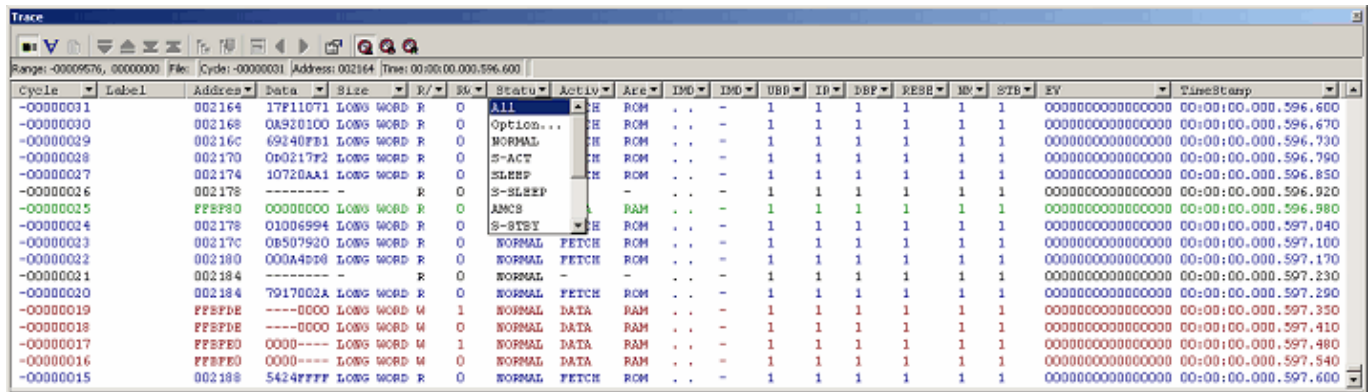 Trace
Range: -00009576, 00000000 File: Cycle: -00000031 Address: 002164 Time: 00:00:00.000.596.600
Cycle Label Addres Data Size R/ RW Statu Activ Are IMD IMD UBP IP DBF RESE NM STB EV TimeStamp
-00000031 002164 17F11071 LONG WORD R 0 All CH ROM . . - 1 1 1 1 1 1 0000000000000000 00:00:00.000.596.600
-00000030 002168 0A920100 LONG WORD R 0 Option... CH ROM . . - 1 1 1 1 1 1 0000000000000000 00:00:00.000.596.670
-00000029 00216C 69240FB1 LONG WORD R 0 NORMAL CH ROM . . - 1 1 1 1 1 1 0000000000000000 00:00:00.000.596.730
-00000028 002170 0D0217F2 LONG WORD R 0 S-ACT CH ROM . . - 1 1 1 1 1 1 0000000000000000 00:00:00.000.596.790
-00000027 002174 10720AA1 LONG WORD R 0 SLEEP CH ROM . . - 1 1 1 1 1 1 0000000000000000 00:00:00.000.596.850
-00000026 002178 -------- - R 0 S-SLEEP - . . - 1 1 1 1 1 1 0000000000000000 00:00:00.000.596.920
-00000025 FFEF80 00000000 LONG WORD R 0 AMCS A RAM . . - 1 1 1 1 1 1 0000000000000000 00:00:00.000.596.980
-00000024 002178 01006994 LONG WORD R 0 S-STBY CH ROM . . - 1 1 1 1 1 1 0000000000000000 00:00:00.000.597.040
-00000023 00217C 0B507920 LONG WORD R 0 NORMAL FETCH ROM . . - 1 1 1 1 1 1 0000000000000000 00:00:00.000.597.100
-00000022 002180 000A4DD8 LONG WORD R 0 NORMAL FETCH ROM . . - 1 1 1 1 1 1 0000000000000000 00:00:00.000.597.170
-00000021 002184 -------- - R 0 NORMAL - - . . - 1 1 1 1 1 1 0000000000000000 00:00:00.000.597.230
-00000020 002184 7917002A LONG WORD R 0 NORMAL FETCH ROM . . - 1 1 1 1 1 1 0000000000000000 00:00:00.000.597.290
-00000019 FFEFDE ----0000 LONG WORD W 1 NORMAL DATA RAM . . - 1 1 1 1 1 1 0000000000000000 00:00:00.000.597.350
-00000018 FFEFDE ----0000 LONG WORD W 0 NORMAL DATA RAM . . - 1 1 1 1 1 1 0000000000000000 00:00:00.000.597.410
-00000017 FFEFE0 0000---- LONG WORD W 1 NORMAL DATA RAM . . - 1 1 1 1 1 1 0000000000000000 00:00:00.000.597.480
-00000016 FFEFE0 0000---- LONG WORD W 0 NORMAL DATA RAM . . - 1 1 1 1 1 1 0000000000000000 00:00:00.000.597.540
-00000015 002188 5424FFFF LONG WORD R 0 NORMAL FETCH ROM . . - 1 1 1 1 1 1 0000000000000000 00:00:00.000.597.600